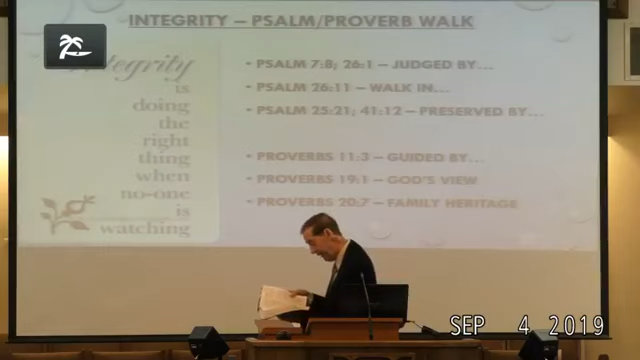 INTEGRITY – PSALM/PROVERB WALK
Integrity
is
doing
the
right
thing
when
no-one
is
watching
• PSALM 7:8; 26:1 – JUDGED BY...
• PSALM 26:11 – WALK IN...
• PSALM 25:21; 41:12 – PRESERVED BY...
• PROVERBS 11:3 – GUIDED BY...
• PROVERBS 19:1 – GOD'S VIEW
• PROVERBS 20:7 – FAMILY HERITAGE
SEP 4 2019